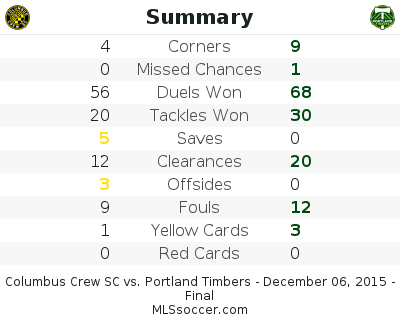 Summary
4 Corners 9
0 Missed Chances 1
56 Duels Won 68
20 Tackles Won 30
5 Saves 0
12 Clearances 20
3 Offsides 0
9 Fouls 12
1 Yellow Cards 3
0 Red Cards 0
Columbus Crew SC vs. Portland Timbers - December 06, 2015 -
Final
MLSsoccer.com